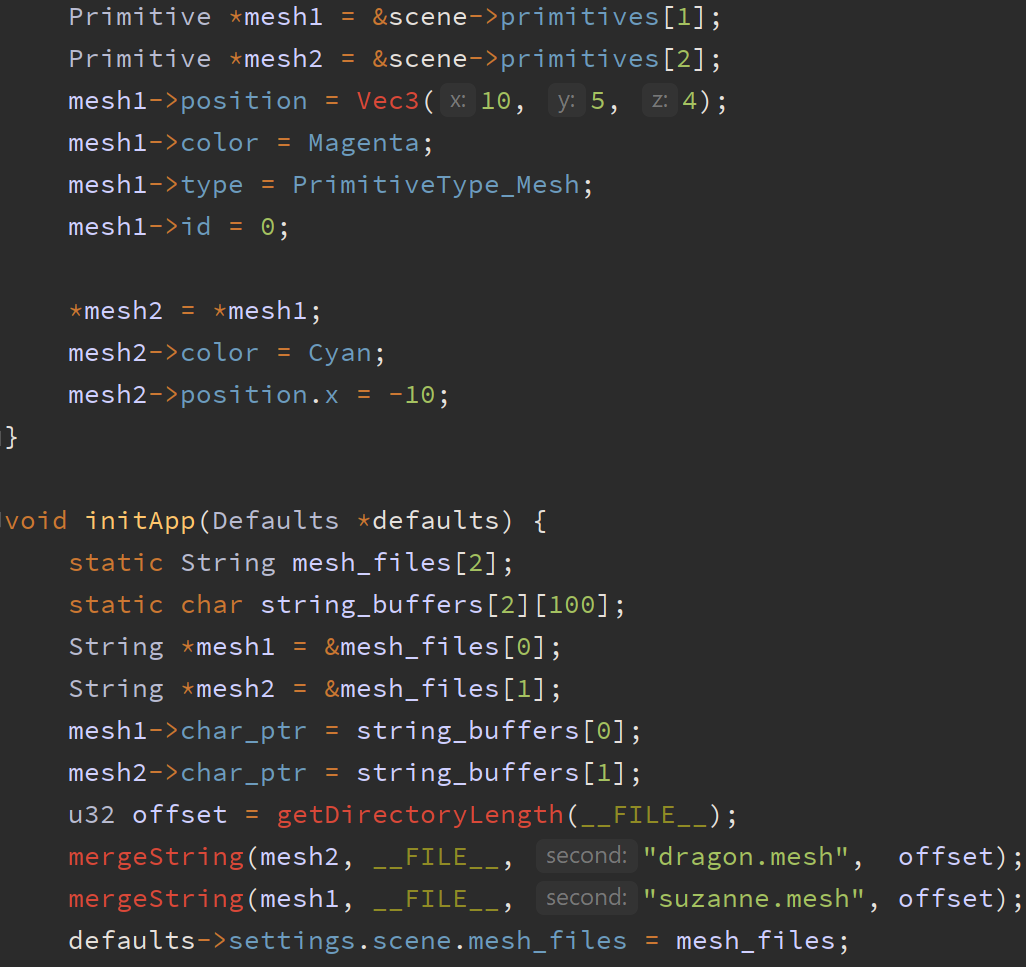 Primitive *mesh1 = &scene->primitives[1];
Primitive *mesh2 = &scene->primitives[2];
mesh1->position = Vec3( x: 10, y: 5, z: 4);
mesh1->color = Magenta;
mesh1->type = PrimitiveType_Mesh;
mesh1->id = 0;
*mesh2 = *mesh1;
mesh2->color = Cyan;
mesh2->position.x = -10;
}
void initApp(Defaults *defaults) {
static String mesh_files[2];
static char string_buffers[2][100];
String *mesh1 = &mesh_files[0];
String *mesh2 = &mesh_files[1];
mesh1->char_ptr = string_buffers[0];
mesh2->char_ptr = string_buffers[1];
u32 offset = getDirectoryLength(__FILE__);
mergeString(mesh2, __FILE__, second: "dragon.mesh", offset);
mergeString(mesh1, __FILE__, second: "suzanne.mesh", offset);
defaults->settings.scene.mesh_files = mesh_files;